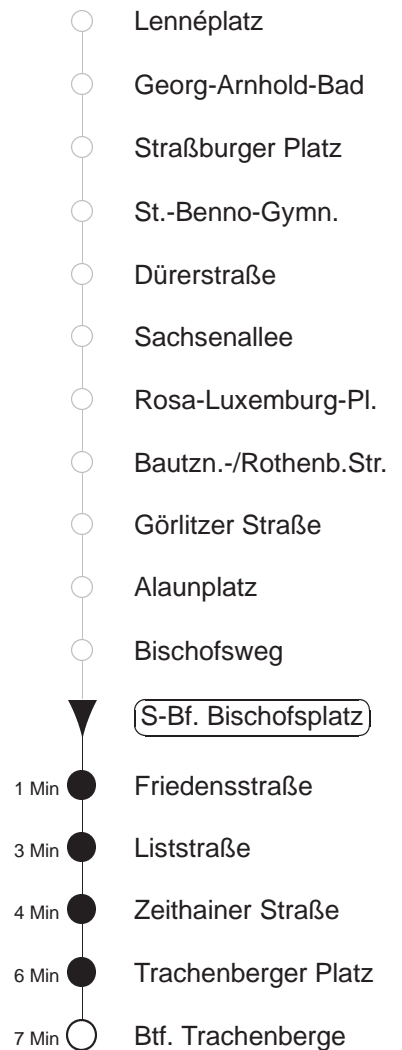 Lennéplatz
Georg-Arnhold-Bad
Straßburger Platz
St.-Benno-Gymn.
Dürerstraße
Sachsenallee
Rosa-Luxemburg-Pl.
Bautzn.-/Rothenb.Str.
Görlitzer Straße
Alaunplatz
Bischofsweg
S-Bf. Bischofsplatz
1 Min Friedensstraße
3 Min Liststraße
4 Min Zeithainer Straße
6 Min Trachenberger Platz
7 Min Btf. Trachenberge